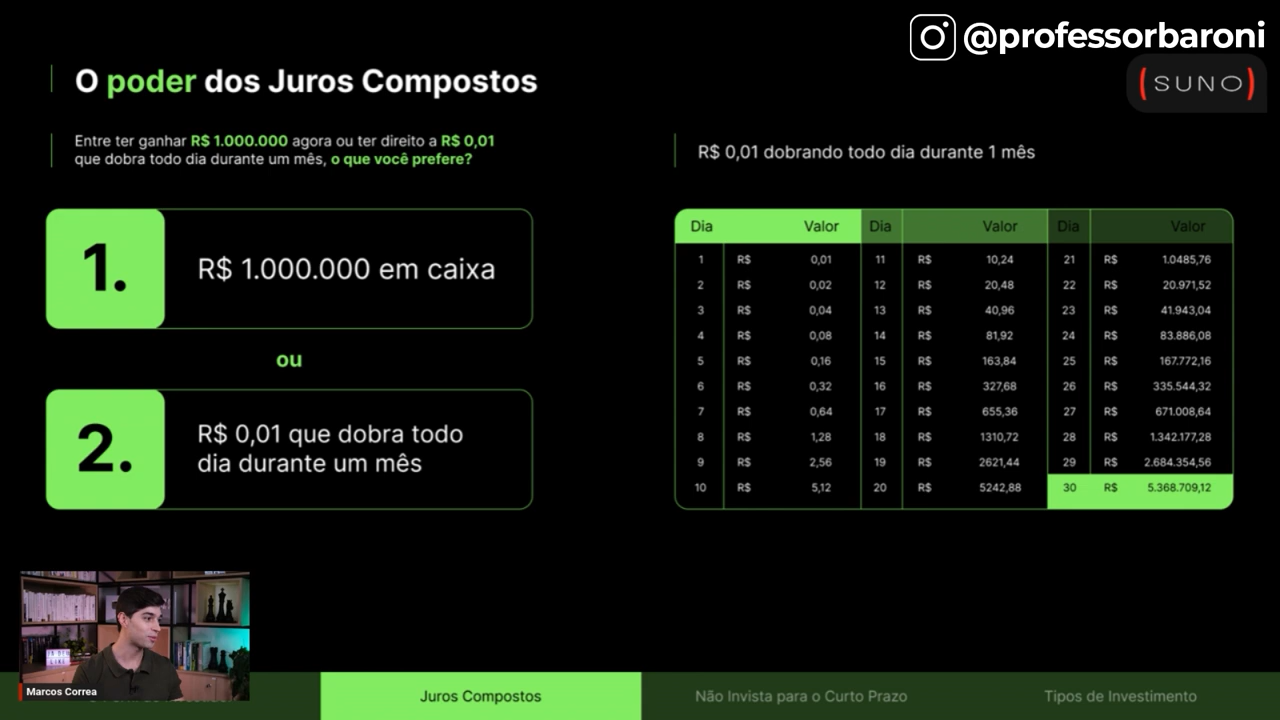 @professorbaroni
(SUNO)
O poder dos Juros Compostos
Entre ter ganhar R$ 1.000.000 agora ou ter direito a R$ 0,01
que dobra todo dia durante um mês, o que você prefere?
1.
R$ 1.000.000 em caixa
ou
2.
R$ 0,01 que dobra todo
dia durante um mês
R$ 0,01 dobrando todo dia durante 1 mês
Dia Valor Dia Valor Dia Valor
1 R$ 0,01 11 R$ 10,24 21 R$ 1.0485,76
2 R$ 0,02 12 R$ 20,48 22 R$ 20.971,52
3 R$ 0,04 13 R$ 40,96 23 R$ 41.943,04
4 R$ 0,08 14 R$ 81,92 24 R$ 83.886,08
5 R$ 0,16 15 R$ 163,84 25 R$ 167.772,16
6 R$ 0,32 16 R$ 327,68 26 R$ 335.544,32
7 R$ 0,64 17 R$ 655,36 27 R$ 671.008,64
8 R$ 1,28 18 R$ 1310,72 28 R$ 1.342.177,28
9 R$ 2,56 19 R$ 2621,44 29 R$ 2.684.354,56
10 R$ 5,12 20 R$ 5242,88 30 R$ 5.368.709,12
Marcos Correa
Juros Compostos
Não Invista para o Curto Prazo
Tipos de Investimento